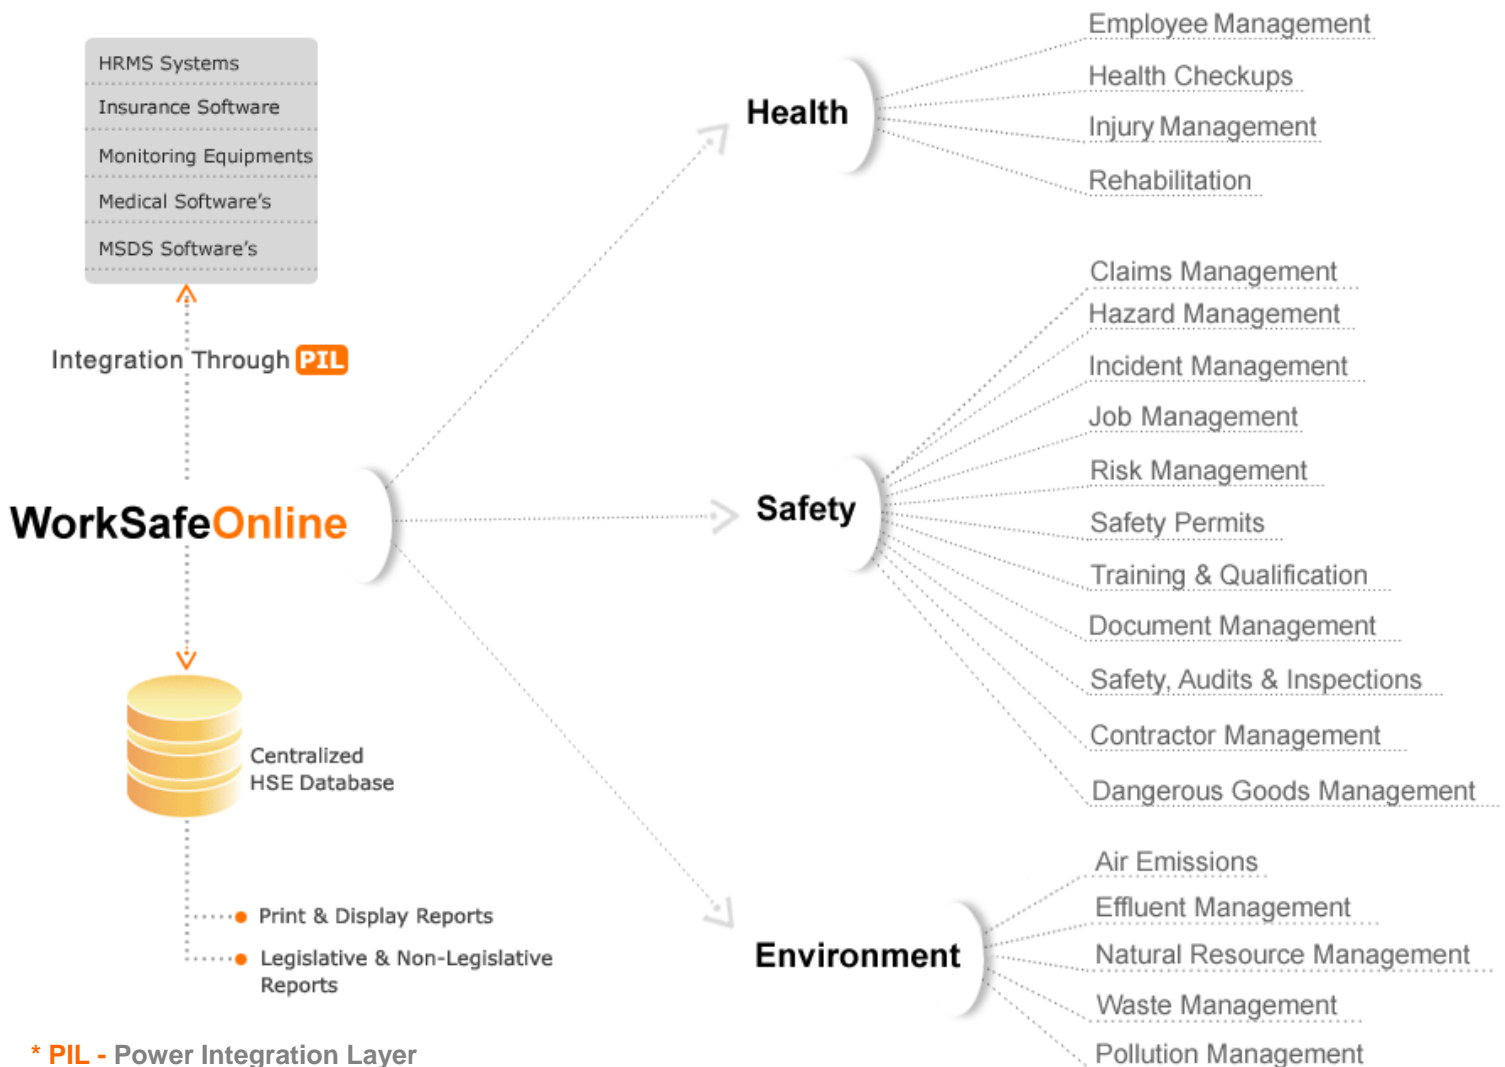 HRMS Systems
Insurance Software
Monitoring Equipments
Medical Software's
MSDS Software's
Integration Through PIL
WorkSafeOnline
Centralized
HSE Database
Print & Display Reports
Legislative & Non-Legislative
Reports
* PIL - Power Integration Layer
Health
Employee Management
Health Checkups
Injury Management
Rehabilitation
Safety
Claims Management
Hazard Management
Incident Management
Job Management
Risk Management
Safety Permits
Training & Qualification
Document Management
Safety, Audits & Inspections
Contractor Management
Dangerous Goods Management
Environment
Air Emissions
Effluent Management
Natural Resource Management
Waste Management
Pollution Management